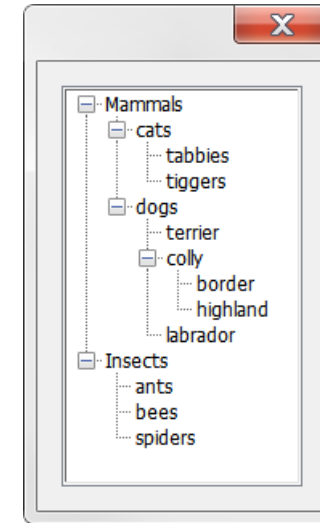 Mammals
cats
tabbies
tiggers
dogs
terrier
colly
border
highland
labrador
Insects
ants
bees
spiders